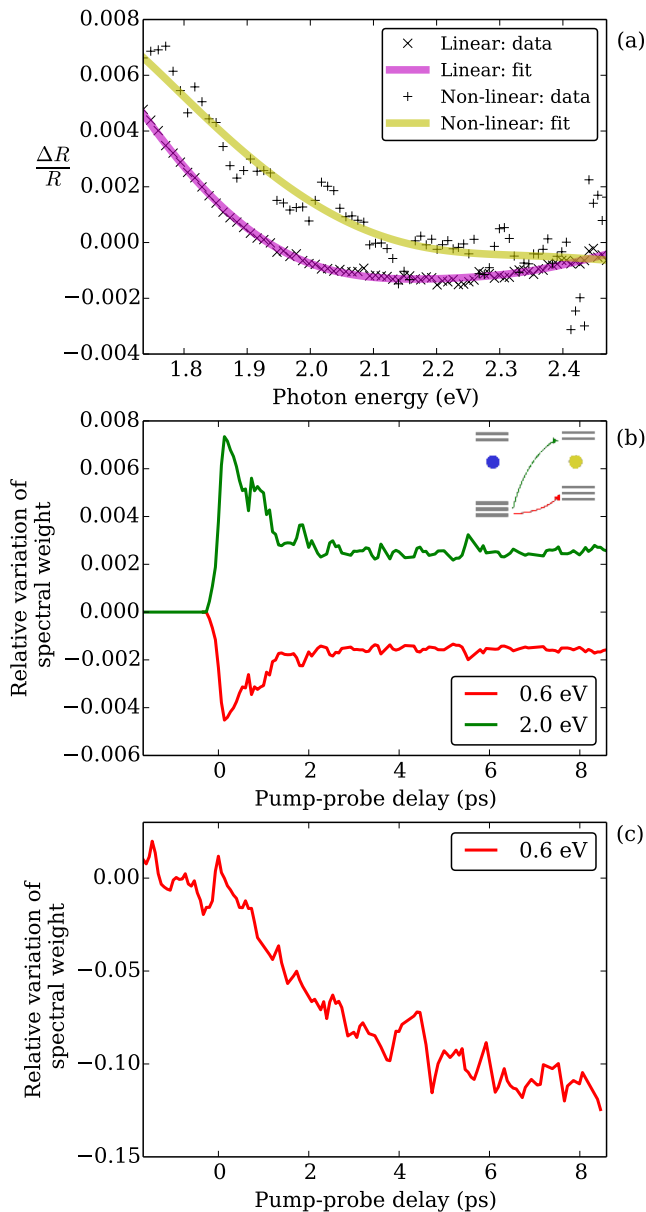 0.008
0.006
0.004
0.002
0.000
−0.002
−0.004
ΔR
R
Linear: data
Linear: fit
Non-linear: data
Non-linear: fit
(a)
1.8 1.9 2.0 2.1 2.2 2.3 2.4
Photon energy (eV)
0.008
0.006
0.004
0.002
0.000
−0.002
−0.004
−0.006
Relative variation of
spectral weight
(b)
0.6 eV
2.0 eV
0 2 4 6 8
Pump-probe delay (ps)
0.00
−0.05
−0.10
−0.15
Relative variation of
spectral weight
0.6 eV
(c)
0 2 4 6 8
Pump-probe delay (ps)